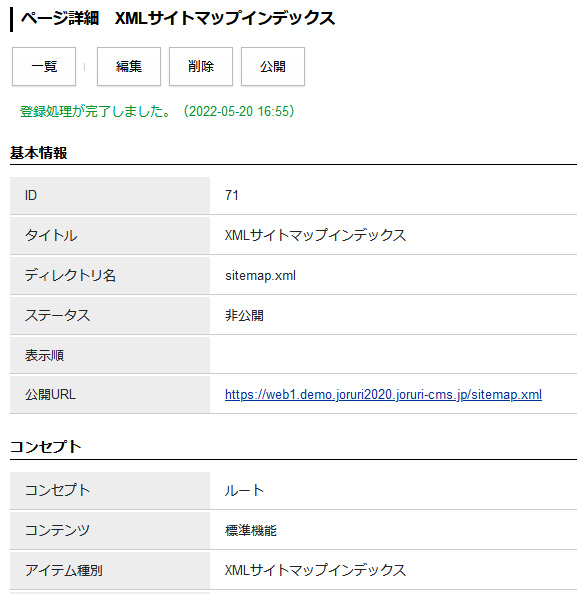 ページ詳細　XMLサイトマップインデックス
一覧 編集 削除 公開
登録処理が完了しました。（2022-05-20 16:55）
基本情報
ID 71
タイトル XMLサイトマップインデックス
ディレクトリ名 sitemap.xml
ステータス 非公開
表示順
公開URL https://web1.demo.joruri2020.joruri-cms.jp/sitemap.xml
コンセプト
コンセプト ルート
コンテンツ 標準機能
アイテム種別 XMLサイトマップインデックス